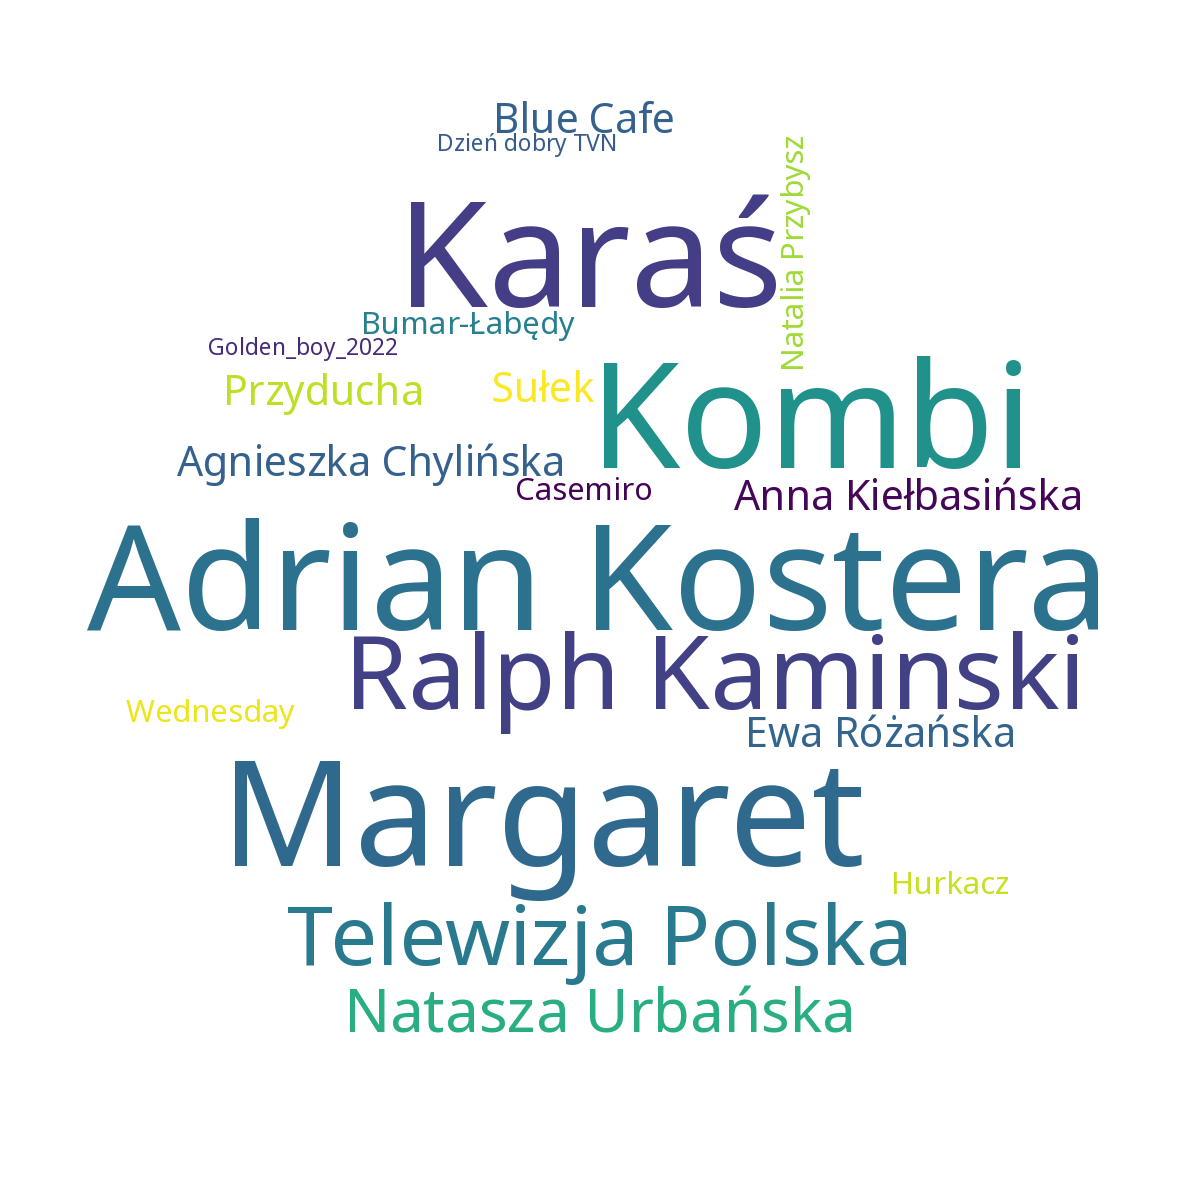 Blue Cafe
Dzień dobry TVN
Natalia Przybysz
Karaś
Bumar-Łabędy
Golden_boy_2022
Przyducha
Sułek
Kombi
Agnieszka Chylińska
Casemiro
Anna Kiełbasińska
Adrian Kostera
Ralph Kaminski
Wednesday
Ewa Różańska
Margaret
Hurkacz
Telewizja Polska
Natasza Urbańska